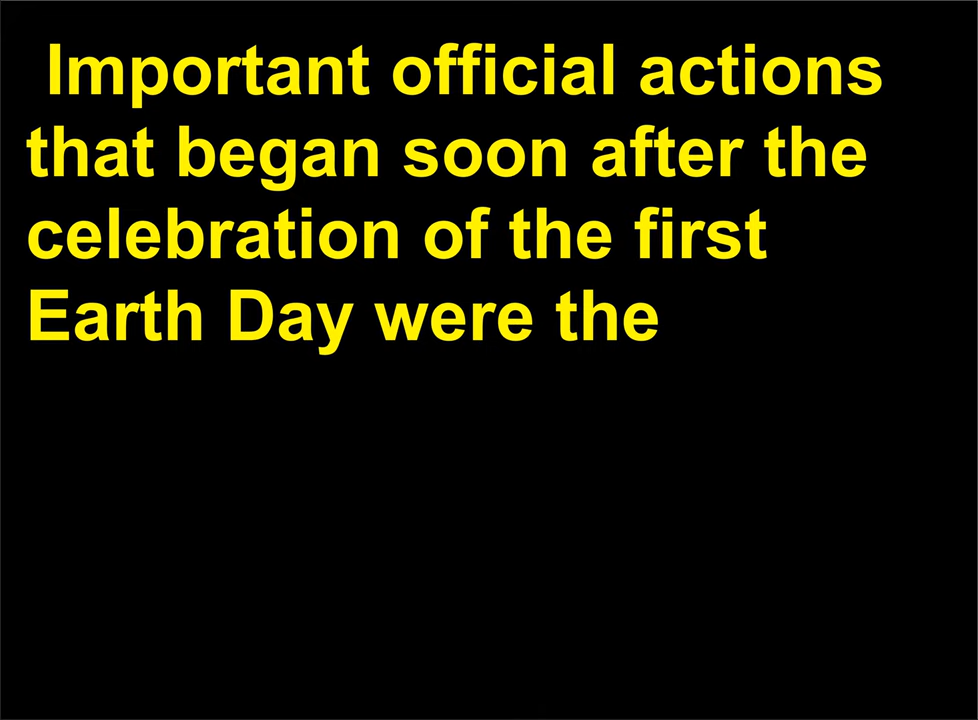 Important official actions
that began soon after the
celebration of the first
Earth Day were the